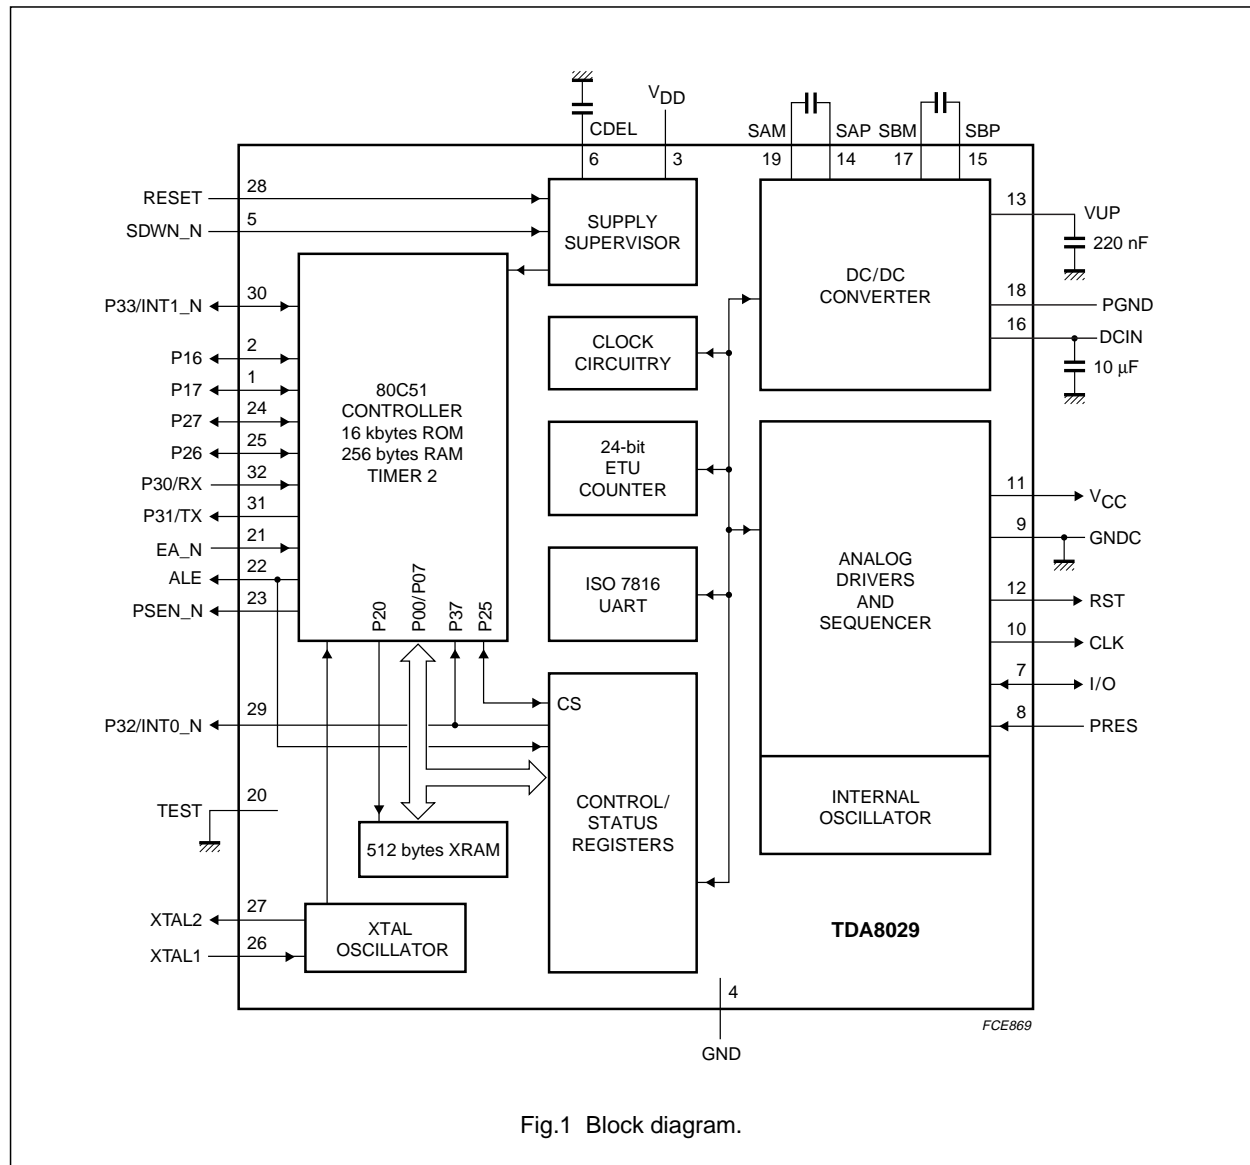 VDD
CDEL
SAM
SAP
SBM
SBP
6
3
19
14
17
15
RESET
28
SDWN_N
5
SUPPLY
SUPERVISOR
13
VUP
220 nF
DC/DC
CONVERTER
18
PGND
16
DCIN
10 μF
P33/INT1_N
30
P16
2
P17
1
P27
24
P26
25
P30/RX
32
P31/TX
31
EA_N
21
ALE
22
PSEN_N
23
80C51
CONTROLLER
16 kbytes ROM
256 bytes RAM
TIMER 2
P20
P00/P07
P37
P25
CLOCK
CIRCUITRY
24-bit
ETU
COUNTER
ISO 7816
UART
ANALOG
DRIVERS
AND
SEQUENCER
11
VCC
9
GNDC
12
RST
10
CLK
7
I/O
8
PRES
INTERNAL
OSCILLATOR
P32/INT0_N
29
CS
CONTROL/
STATUS
REGISTERS
TEST
20
512 bytes XRAM
XTAL2
27
XTAL1
26
XTAL
OSCILLATOR
TDA8029
4
GND
FCE869
Fig.1 Block diagram.